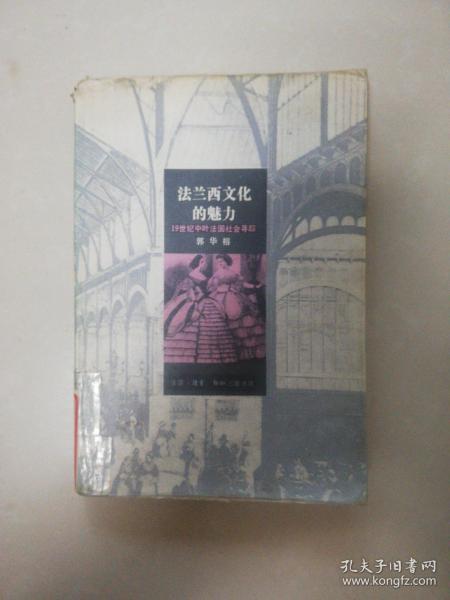 法兰西文化
的魅力
19世纪中叶法国社会寻踪
郭华榕
生活·读书·新知三联书店
孔夫子旧书网
www.kongfz.com